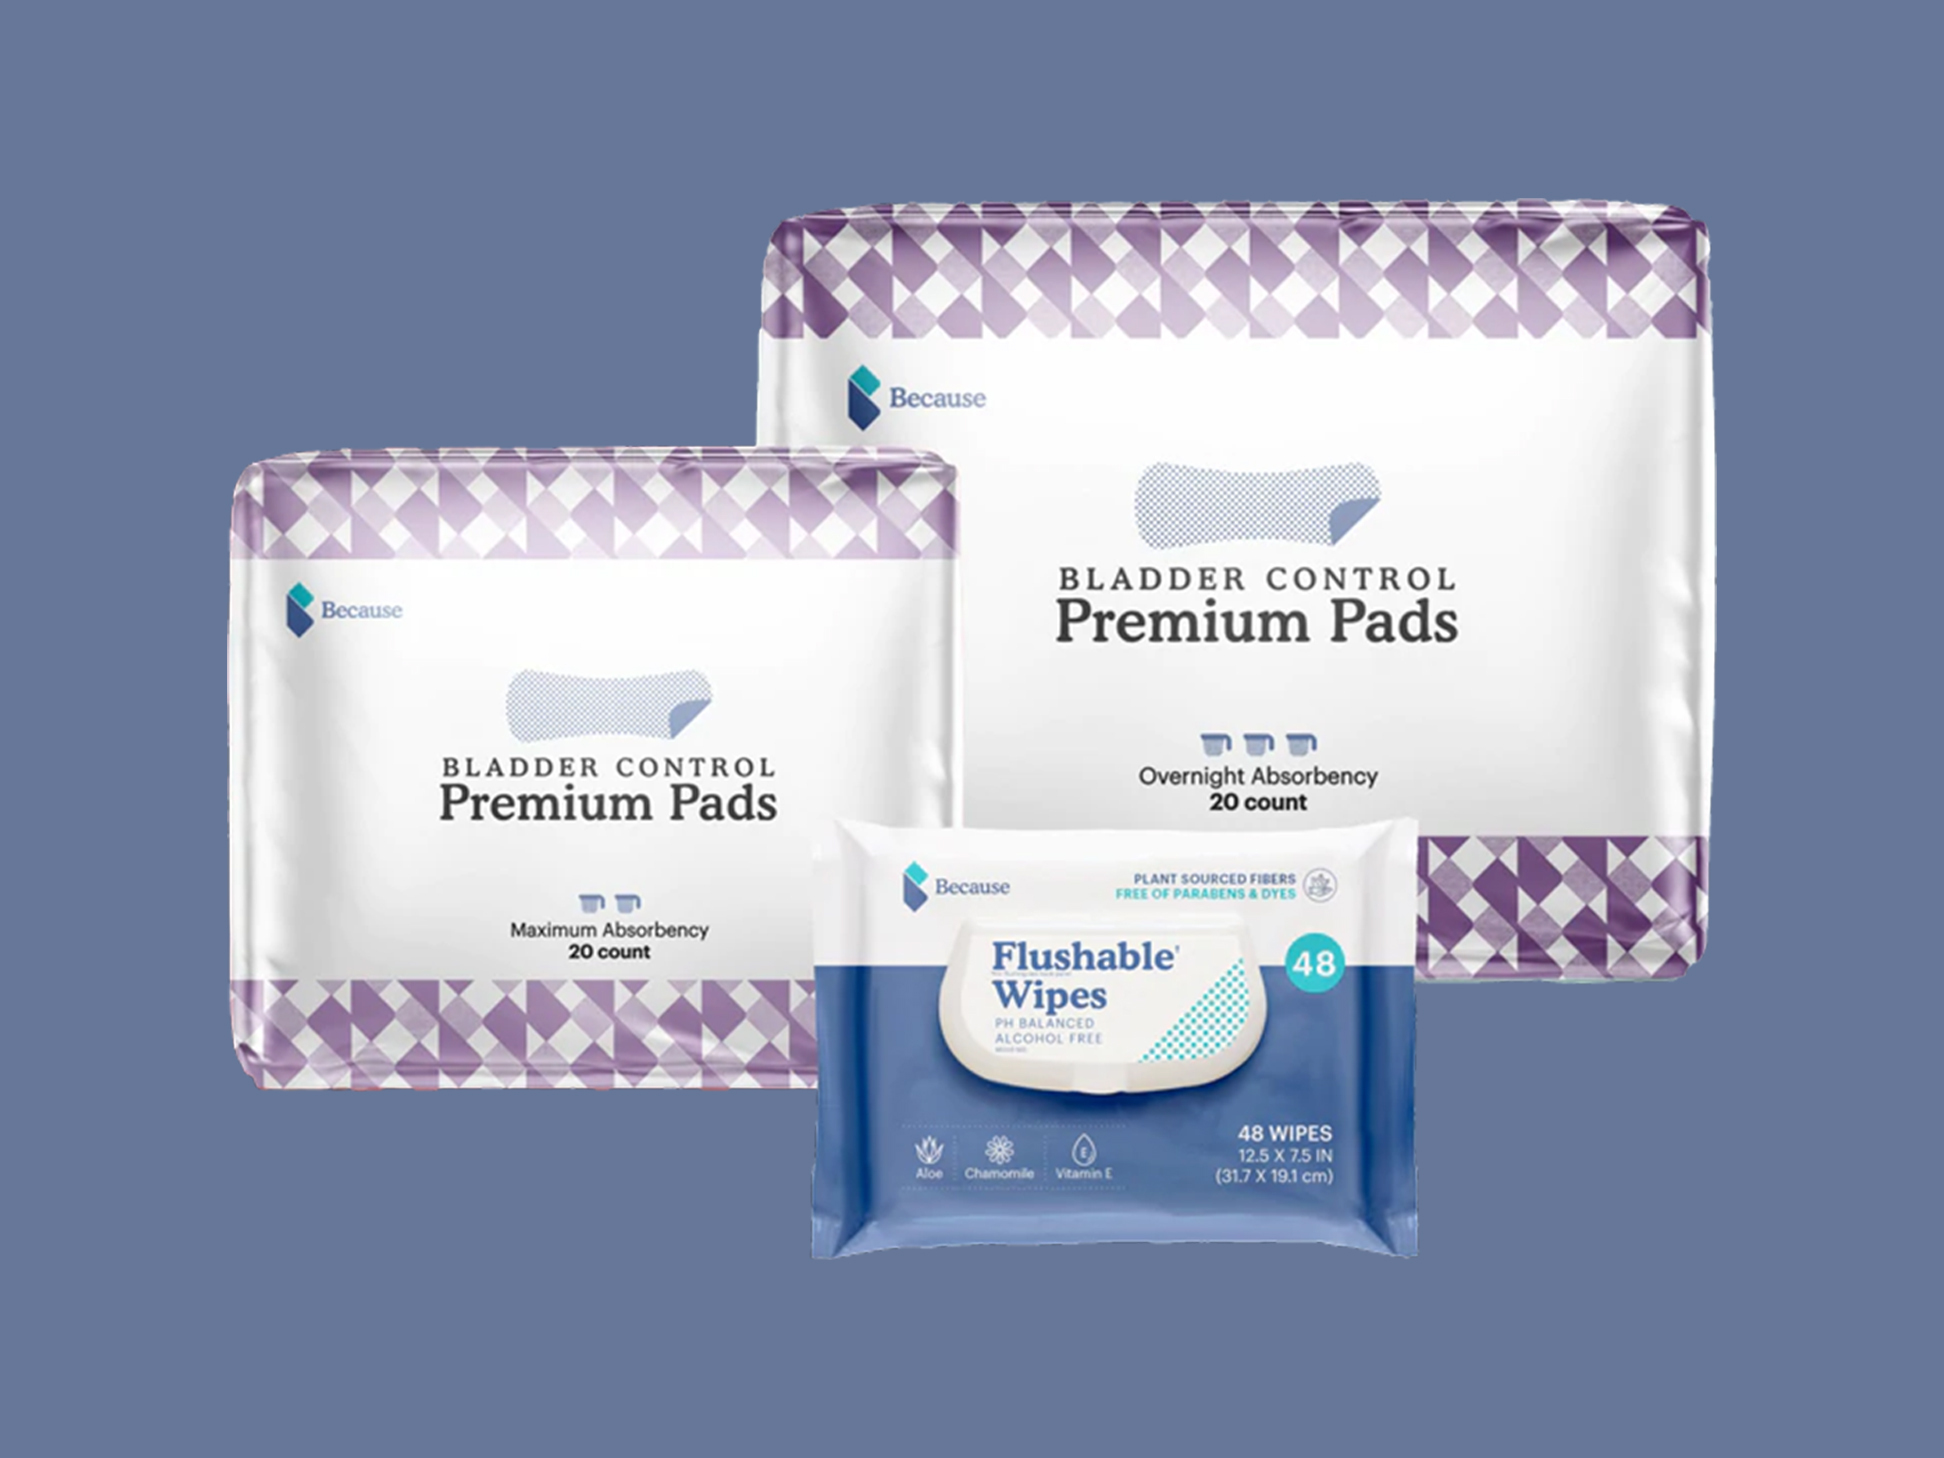 Because
BLADDER CONTROL
Premium Pads
Overnight Absorbency
20 count
Because
BLADDER CONTROL
Premium Pads
Maximum Absorbency
20 count
Because
PLANT SOURCED FIBERS
FREE OF PARABENS & DYES
Flushable†
Wipes
PH BALANCED
ALCOHOL FREE
48
Aloe
Chamomile
E
Vitamin E
48 WIPES
12.5 X 7.5 IN
(31.7 X 19.1 cm)